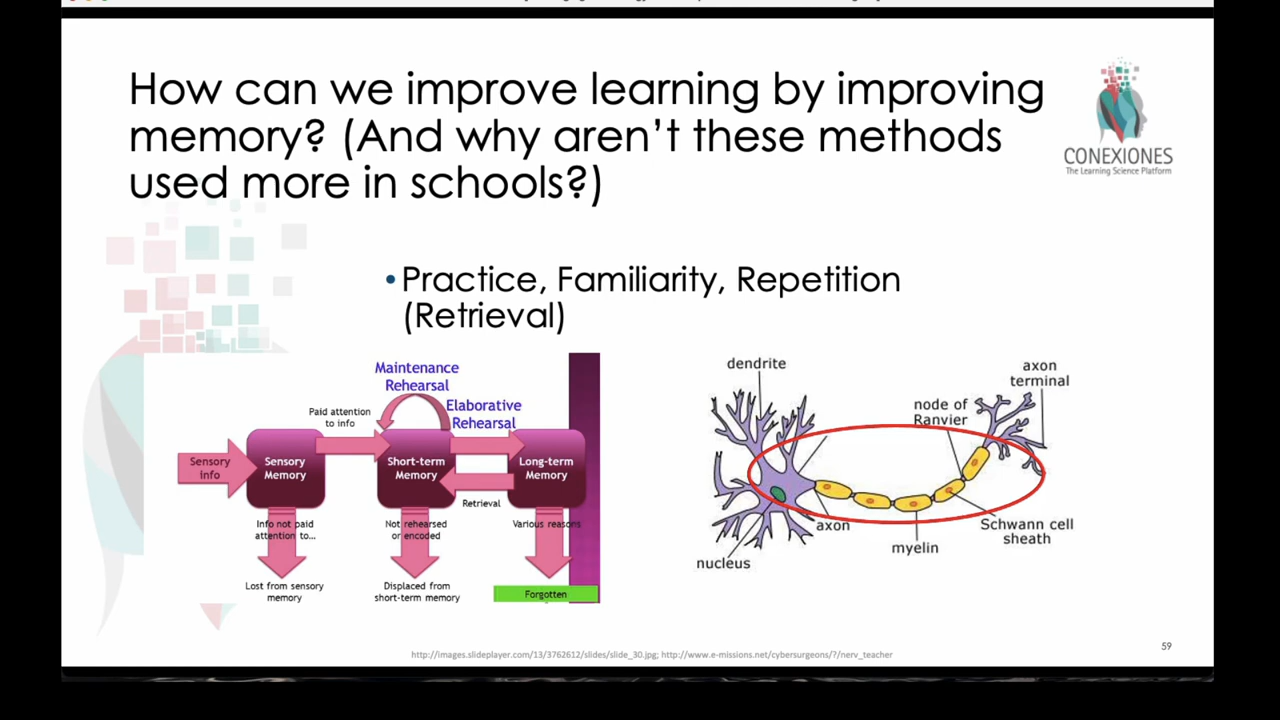 How can we improve learning by improving
memory? (And why aren't these methods
used more in schools?)
CONEXIONES
The Learning Science Platform
•Practice, Familiarity, Repetition
(Retrieval)
Maintenance
Rehearsal
Paid attention
to info
Elaborative
Rehearsal
Sensory
info
Sensory
Memory
Short-term
Memory
Long-term
Memory
Retrieval
Info not paid
attention to...
Not rehearsed
or encoded
Various reasons
Lost from sensory
memory
Displaced from
short-term memory
Forgotten
dendrite
axon
terminal
node of
Ranvier
axon
Schwann cell
sheath
myelin
nucleus
http://images.slideplayer.com/13/3762612/slides/slide_30.jpg; http://www.e-missions.net/cybersurgeons/?/nerv_teacher
59